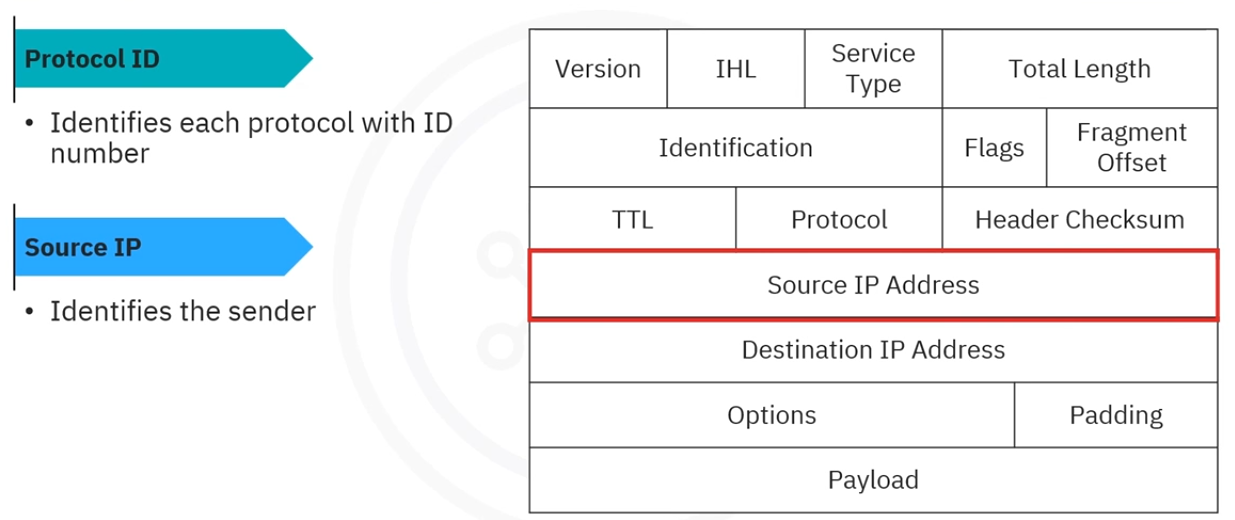 Protocol ID
• Identifies each protocol with ID
number
Source IP
• Identifies the sender
Version IHL Service Type Total Length
Identification Flags Fragment Offset
TTL Protocol Header Checksum
Source IP Address
Destination IP Address
Options Padding
Payload